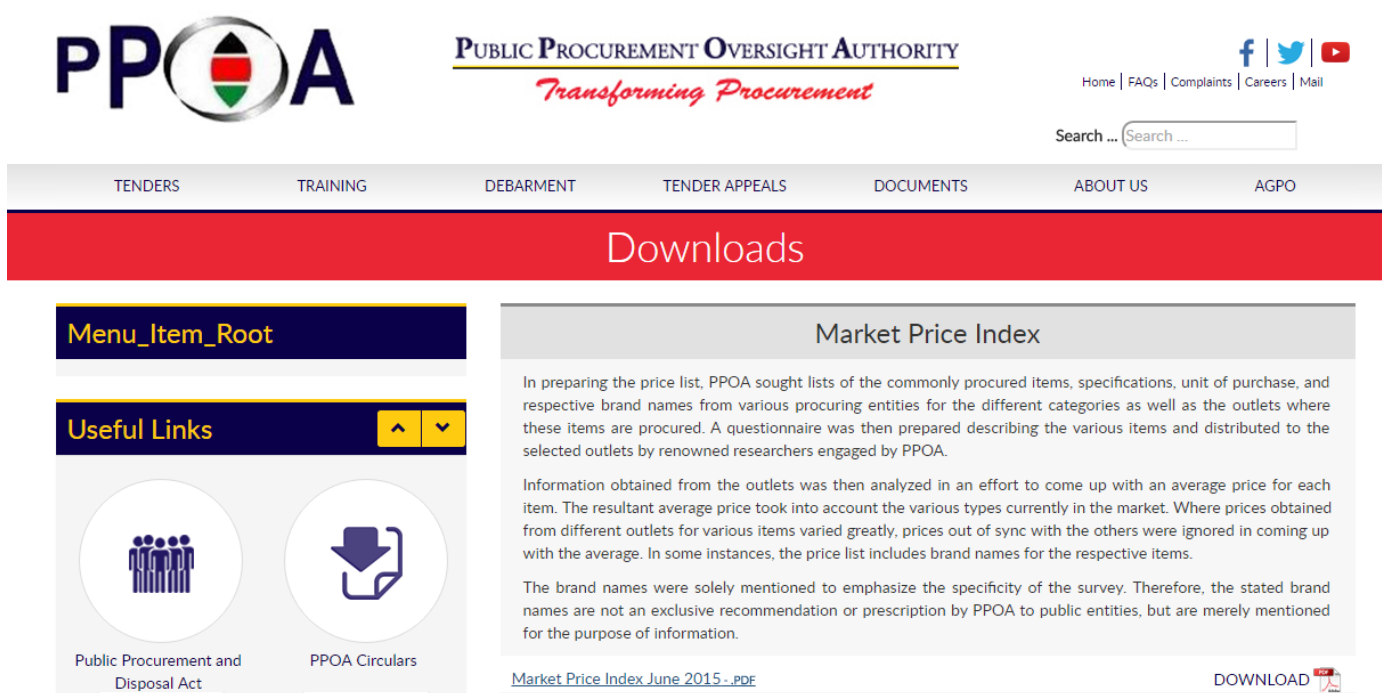 PPOA
PUBLIC PROCUREMENT OVERSIGHT AUTHORITY
Transforming Procurement
Home | FAQs | Complaints | Careers | Mail
Search ... Search ...
TENDERS TRAINING DEBARMENT TENDER APPEALS DOCUMENTS ABOUT US AGPO
Downloads
Menu_Item_Root
Useful Links
Public Procurement and
Disposal Act
PPOA Circulars
Market Price Index
In preparing the price list, PPOA sought lists of the commonly procured items, specifications, unit of purchase, and
respective brand names from various procuring entities for the different categories as well as the outlets where
these items are procured. A questionnaire was then prepared describing the various items and distributed to the
selected outlets by renowned researchers engaged by PPOA.
Information obtained from the outlets was then analyzed in an effort to come up with an average price for each
item. The resultant average price took into account the various types currently in the market. Where prices obtained
from different outlets for various items varied greatly, prices out of sync with the others were ignored in coming up
with the average. In some instances, the price list includes brand names for the respective items.
The brand names were solely mentioned to emphasize the specificity of the survey. Therefore, the stated brand
names are not an exclusive recommendation or prescription by PPOA to public entities, but are merely mentioned
for the purpose of information.
Market Price Index June 2015 - .PDF DOWNLOAD PDF